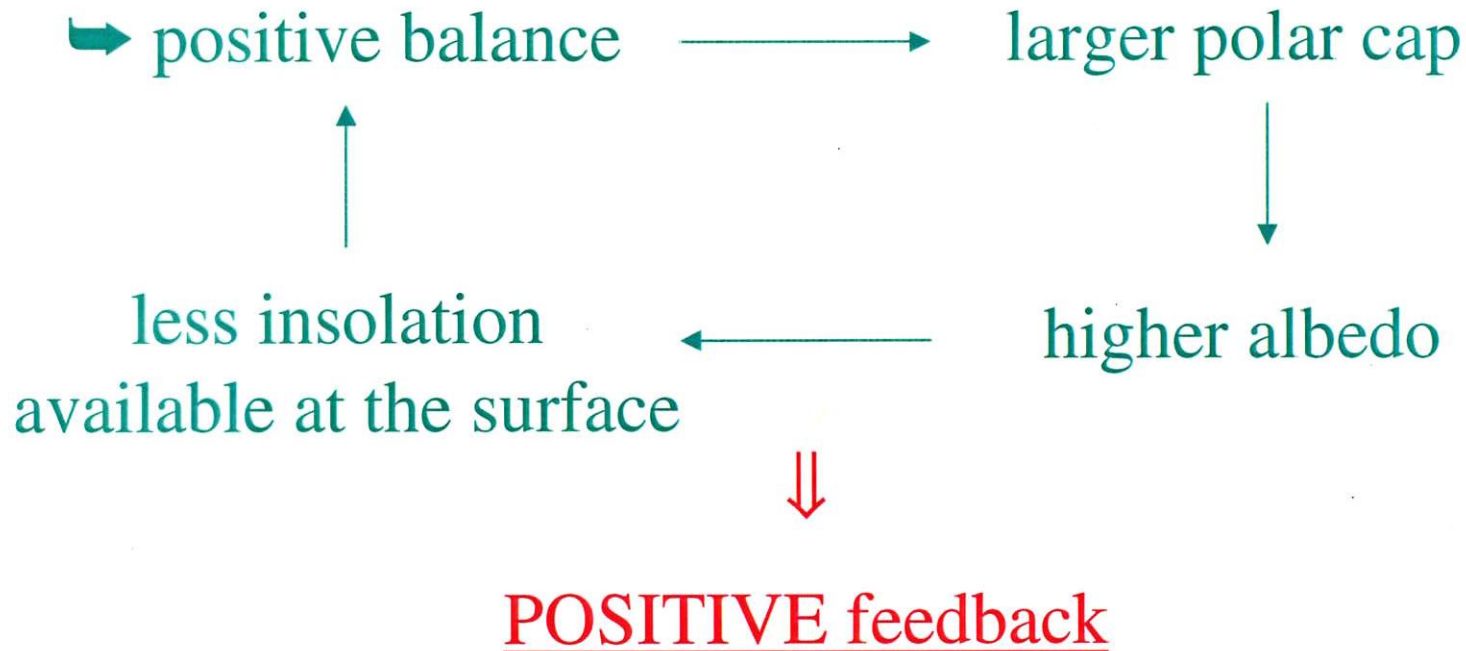 ➥ positive balance → larger polar cap
less insolation
available at the surface
← higher albedo
⇓
POSITIVE feedback